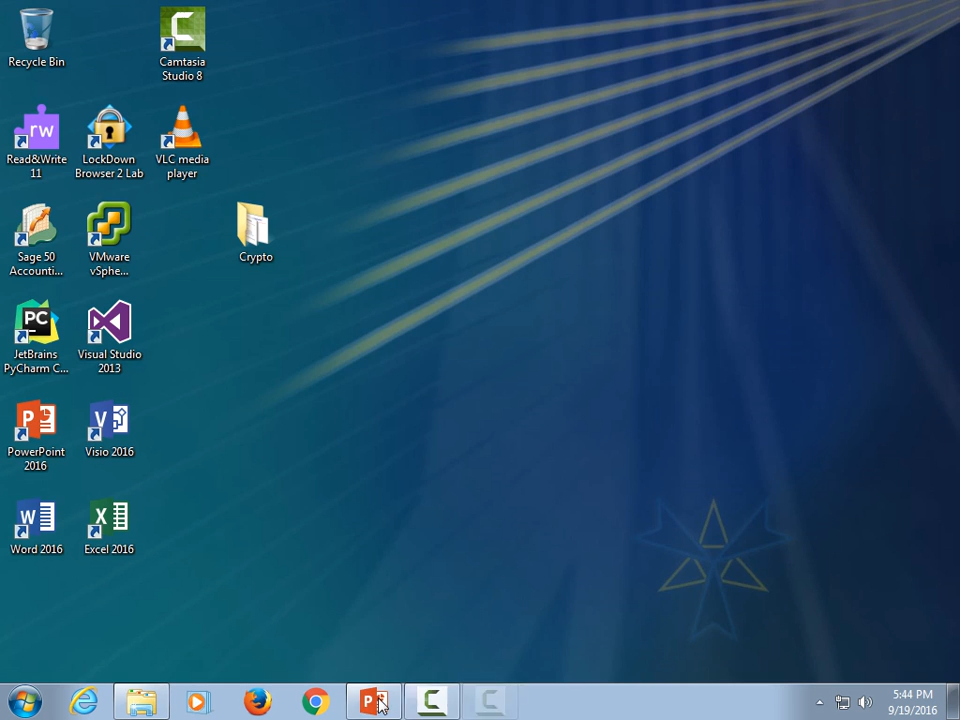 Recycle Bin
Camtasia
Studio 8
rw
Read&Write
11
LockDown
Browser 2 Lab
VLC media
player
Sage 50
Accounti...
VMware
vSphe...
Crypto
PC
JetBrains
PyCharm C...
Visual Studio
2013
P
PowerPoint
2016
V
Visio 2016
W
Word 2016
X
Excel 2016
P
5:44 PM
9/19/2016